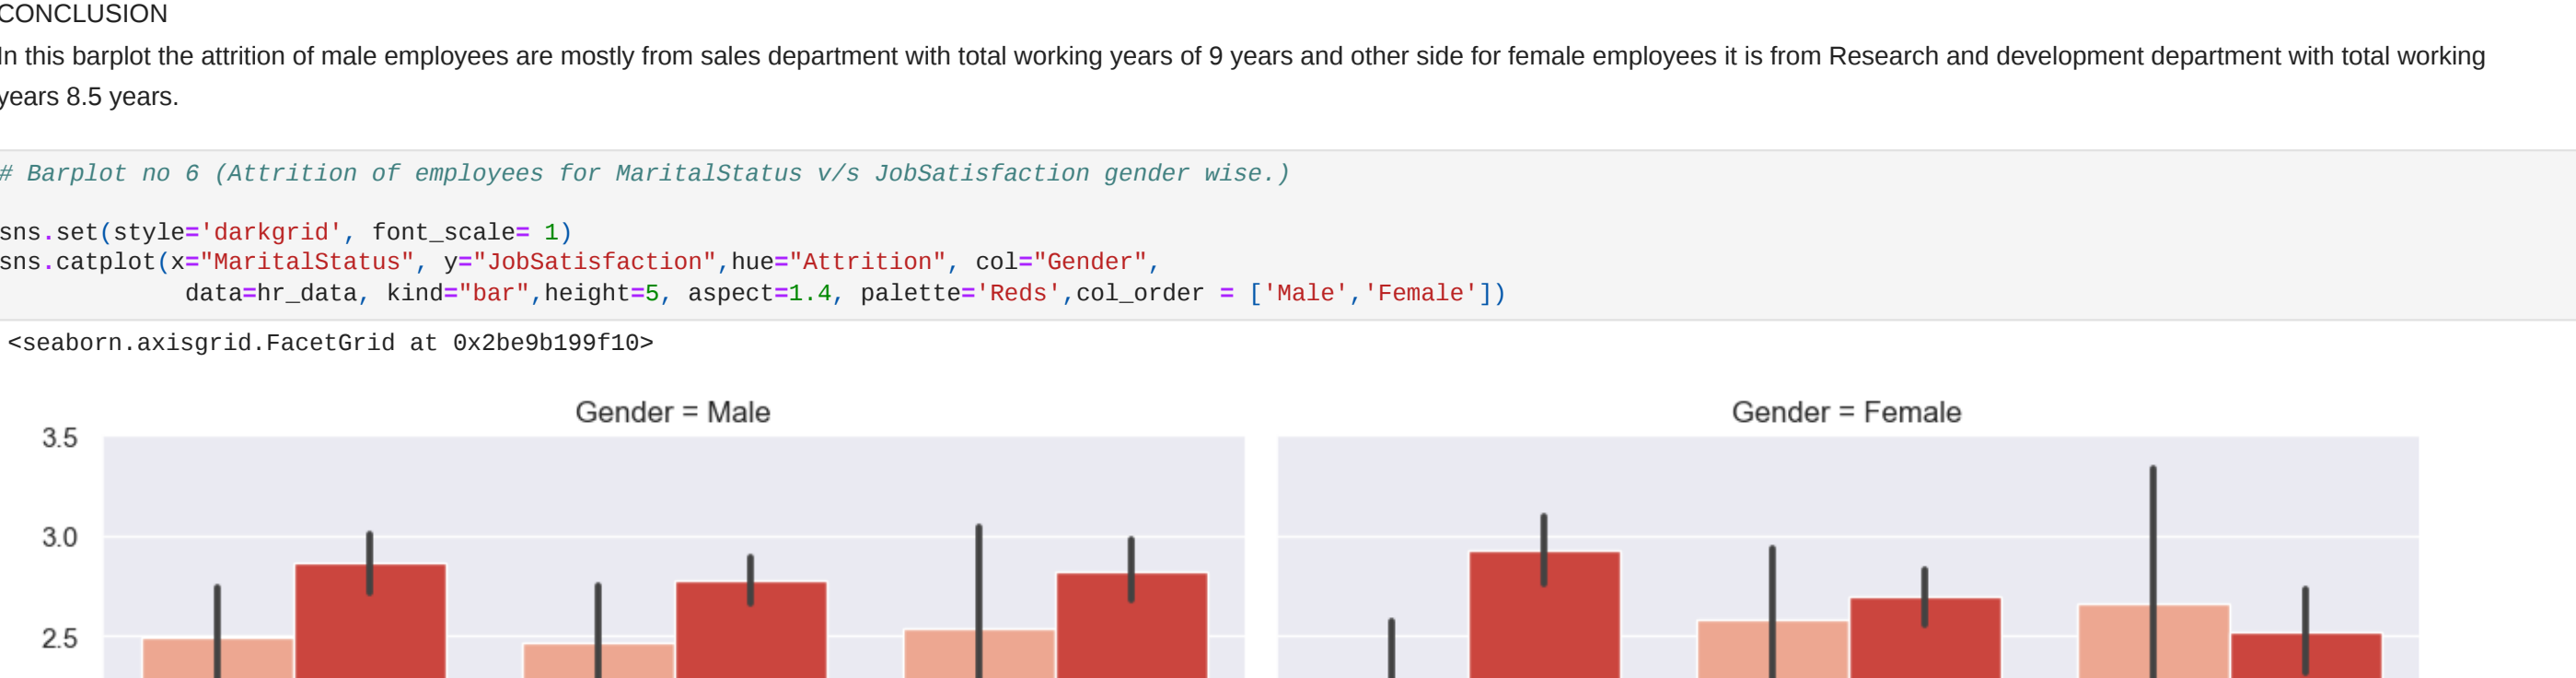 CONCLUSION
In this barplot the attrition of male employees are mostly from sales department with total working years of 9 years and other side for female employees it is from Research and development department with total working
years 8.5 years.
# Barplot no 6 (Attrition of employees for MaritalStatus v/s JobSatisfaction gender wise.)
sns.set(style='darkgrid', font_scale= 1)
sns.catplot(x="MaritalStatus", y="JobSatisfaction",hue="Attrition", col="Gender",
data=hr_data, kind="bar",height=5, aspect=1.4, palette='Reds',col_order = ['Male','Female'])
<seaborn.axisgrid.FacetGrid at 0x2be9b199f10>
Gender = Male
Gender = Female
3.5
3.0
2.5